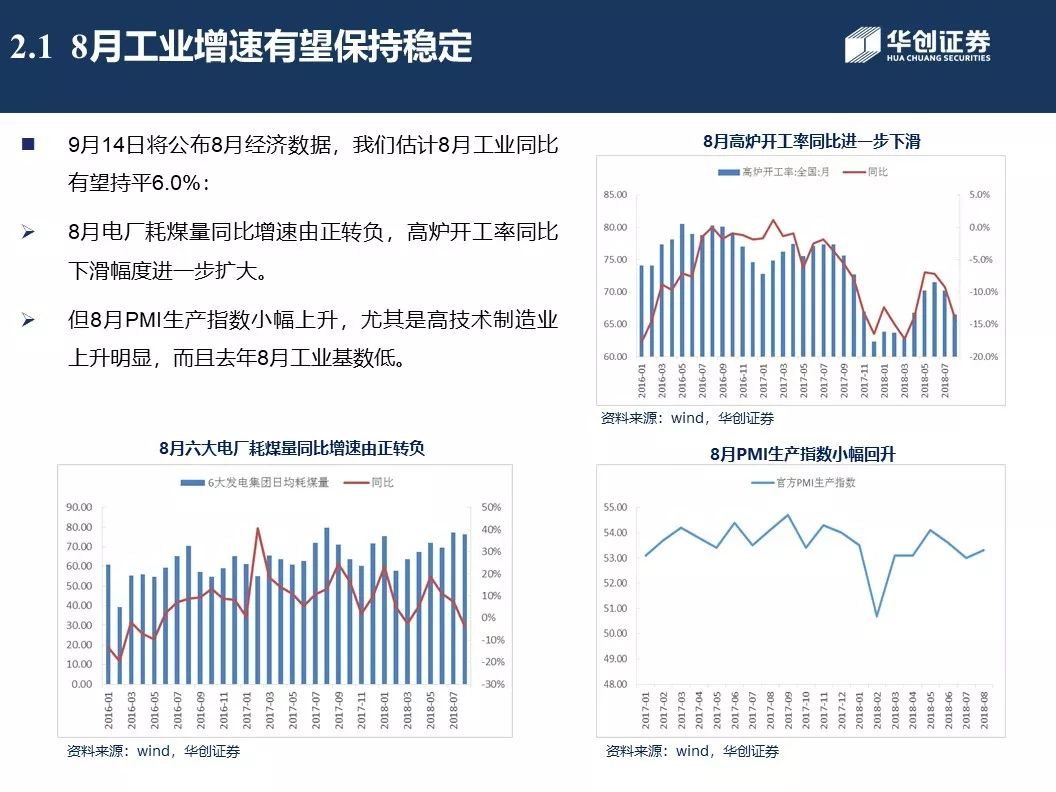 2.1 8月工业增速有望保持稳定
华创证券
HUA CHUANG SECURITIES
9月14日将公布8月经济数据，我们估计8月工业同比
有望持平6.0%：
8月电厂耗煤量同比增速由正转负，高炉开工率同比
下滑幅度进一步扩大。
但8月PMI生产指数小幅上升，尤其是高技术制造业
上升明显，而且去年8月工业基数低。
8月高炉开工率同比进一步下滑
高炉开工率:全国:月 同比
85.00 5.0%
80.00 0.0%
75.00 -5.0%
70.00 -10.0%
65.00 -15.0%
60.00 -20.0%
2016-01 2016-03 2016-05 2016-07 2016-09 2016-11 2017-01 2017-03 2017-05 2017-07 2017-09 2017-11 2018-01 2018-03 2018-05 2018-07
资料来源：wind，华创证券
8月六大电厂耗煤量同比增速由正转负
6大发电集团日均耗煤量 同比
90.00 50%
80.00 40%
70.00 30%
60.00 20%
50.00 10%
40.00 0%
30.00 -10%
20.00 -20%
10.00 -30%
0.00
2016-01 2016-03 2016-05 2016-07 2016-09 2016-11 2017-01 2017-03 2017-05 2017-07 2017-09 2017-11 2018-01 2018-03 2018-05 2018-07
资料来源：wind，华创证券
8月PMI生产指数小幅回升
官方PMI生产指数
55.00
54.00
53.00
52.00
51.00
50.00
49.00
48.00
2017-01 2017-02 2017-03 2017-04 2017-05 2017-06 2017-07 2017-08 2017-09 2017-10 2017-11 2017-12 2018-01 2018-02 2018-03 2018-04 2018-05 2018-06 2018-07 2018-08
资料来源：wind，华创证券